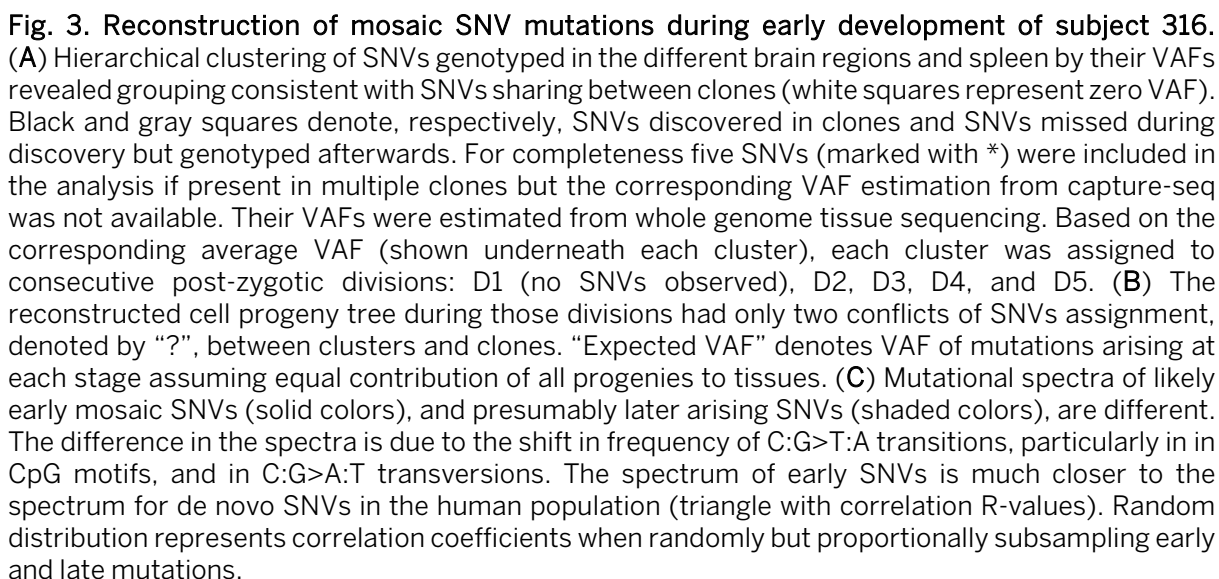 Fig. 3. Reconstruction of mosaic SNV mutations during early development of subject 316.
(A) Hierarchical clustering of SNVs genotyped in the different brain regions and spleen by their VAFs
revealed grouping consistent with SNVs sharing between clones (white squares represent zero VAF).
Black and gray squares denote, respectively, SNVs discovered in clones and SNVs missed during
discovery but genotyped afterwards. For completeness five SNVs (marked with *) were included in
the analysis if present in multiple clones but the corresponding VAF estimation from capture-seq
was not available. Their VAFs were estimated from whole genome tissue sequencing. Based on the
corresponding average VAF (shown underneath each cluster), each cluster was assigned to
consecutive post-zygotic divisions: D1 (no SNVs observed), D2, D3, D4, and D5. (B) The
reconstructed cell progeny tree during those divisions had only two conflicts of SNVs assignment,
denoted by “?”, between clusters and clones. “Expected VAF” denotes VAF of mutations arising at
each stage assuming equal contribution of all progenies to tissues. (C) Mutational spectra of likely
early mosaic SNVs (solid colors), and presumably later arising SNVs (shaded colors), are different.
The difference in the spectra is due to the shift in frequency of C:G>T:A transitions, particularly in in
CpG motifs, and in C:G>A:T transversions. The spectrum of early SNVs is much closer to the
spectrum for de novo SNVs in the human population (triangle with correlation R-values). Random
distribution represents correlation coefficients when randomly but proportionally subsampling early
and late mutations.